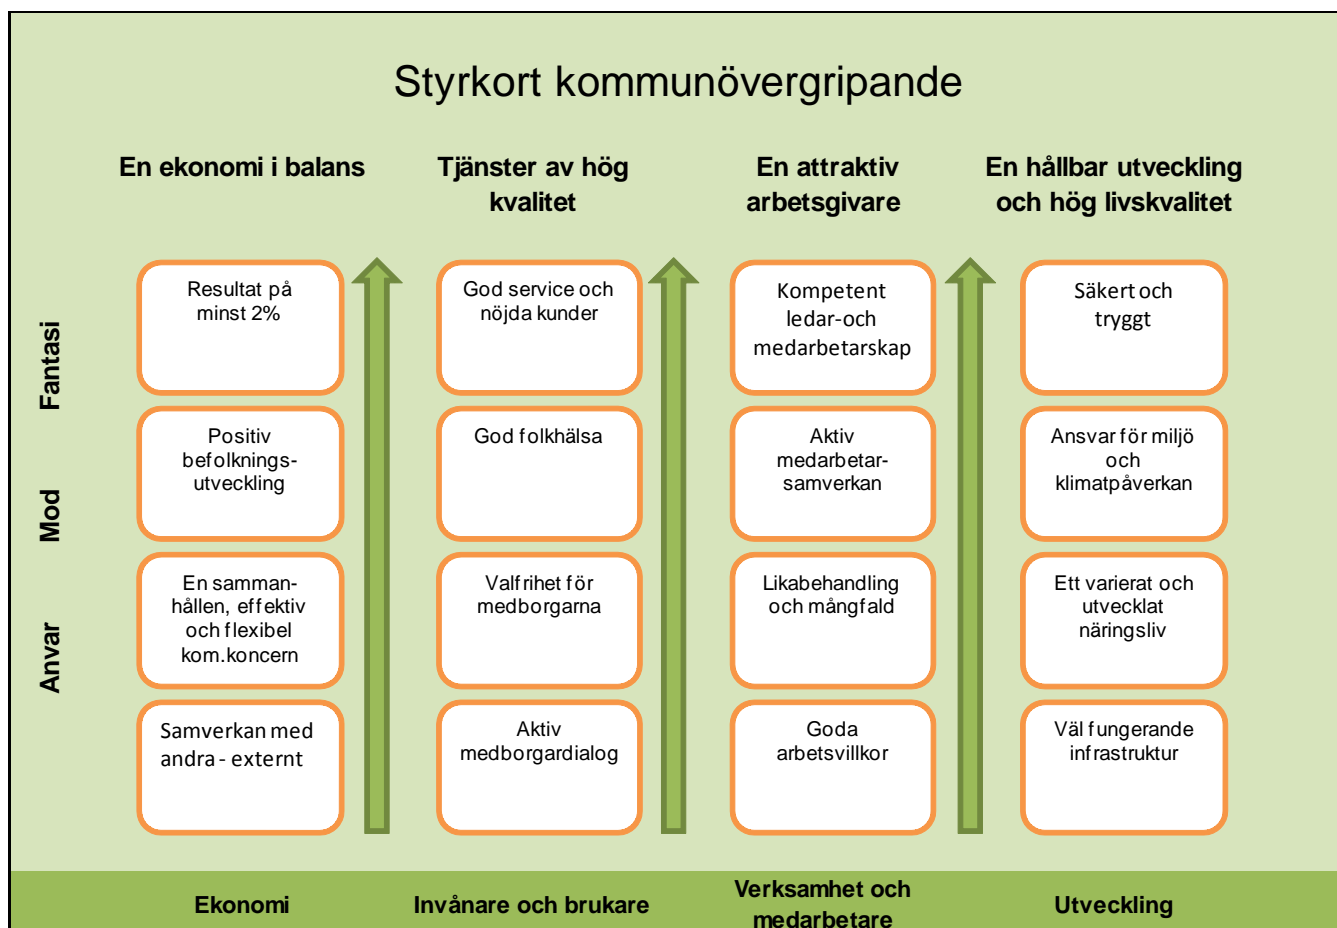 Styrkort kommunövergripande
En ekonomi i balans
Tjänster av hög
kvalitet
En attraktiv
arbetsgivare
En hållbar utveckling
och hög livskvalitet
Fantasi
Mod
Anvar
Resultat på
minst 2%
God service och
nöjda kunder
Kompetent
ledar-och
medarbetarskap
Säkert och
tryggt
Positiv
befolknings-
utveckling
God folkhälsa
Aktiv
medarbetar-
samverkan
Ansvar för miljö
och
klimatpåverkan
En samman-
hållen, effektiv
och flexibel
kom.koncern
Valfrihet för
medborgarna
Likabehandling
och mångfald
Ett varierat och
utvecklat
näringsliv
Samverkan med
andra - externt
Aktiv
medborgardialog
Goda
arbetsvillkor
Väl fungerande
infrastruktur
Ekonomi
Invånare och brukare
Verksamhet och
medarbetare
Utveckling